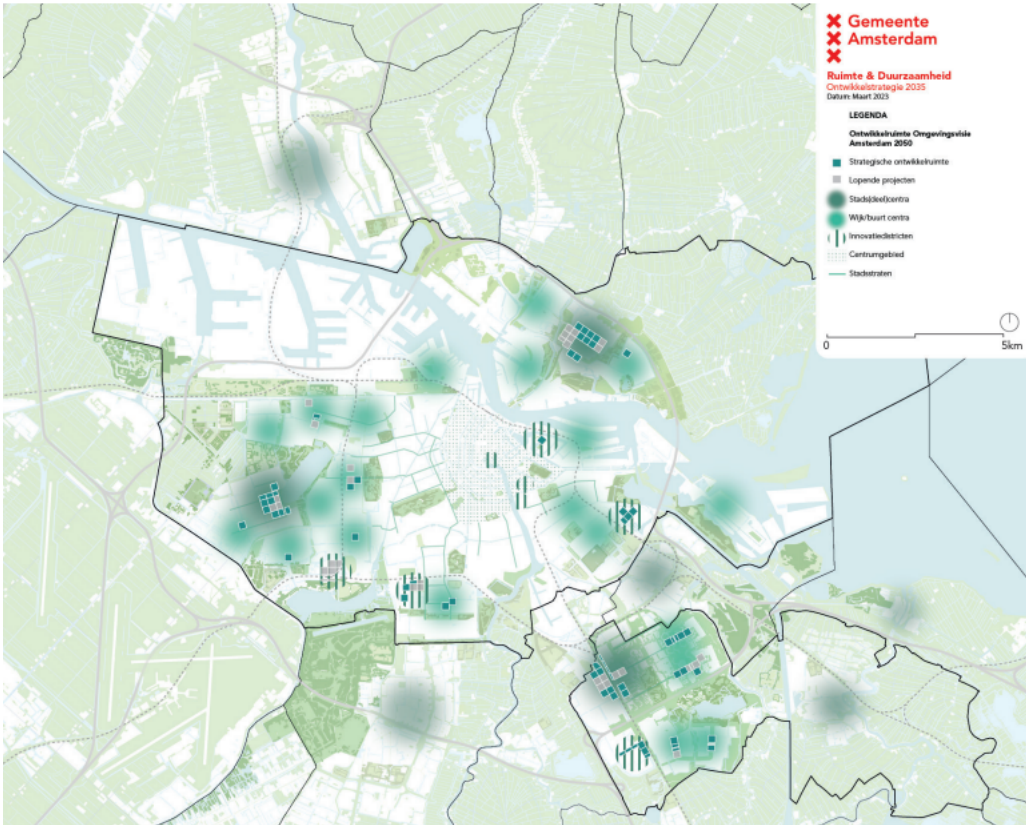 Gemeente
Amsterdam
Ruimte & Duurzaamheid
Ontwikkelstrategie 2035
Datum: Maart 2023
LEGENDA
Ontwikkelruimte Omgevingsvisie
Amsterdam 2050
Strategische ontwikkelruimte
Lopende projecten
Stads(deel)centra
Wijk/buurt centra
Innovatiedistricten
Centrumgebied
Stadsstraten
0 5km